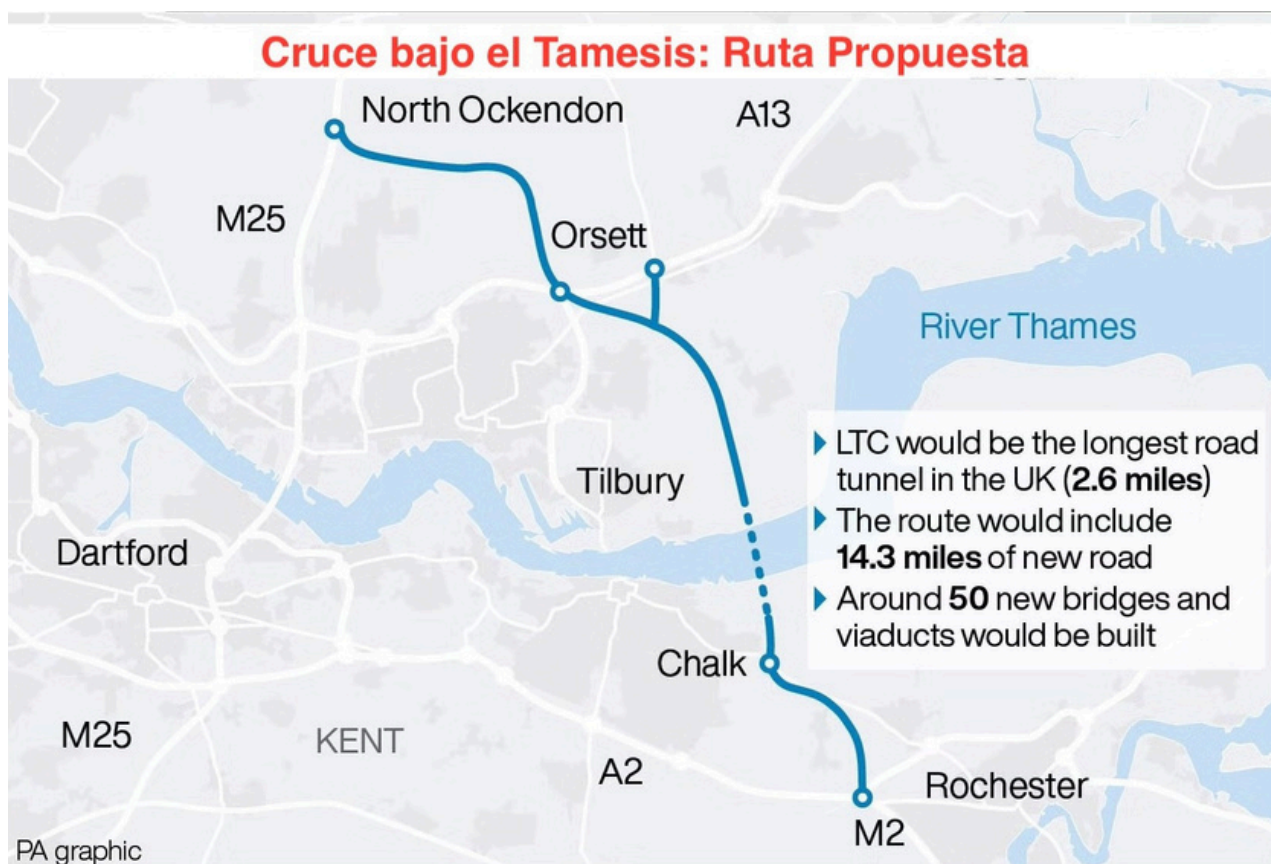 Cruce bajo el Tamesis: Ruta Propuesta
North Ockendon
A13
M25
Orsett
River Thames
LTC would be the longest road
tunnel in the UK (2.6 miles)
The route would include
14.3 miles of new road
Around 50 new bridges and
viaducts would be built
Tilbury
Dartford
Chalk
M25
KENT
A2
Rochester
M2
PA graphic